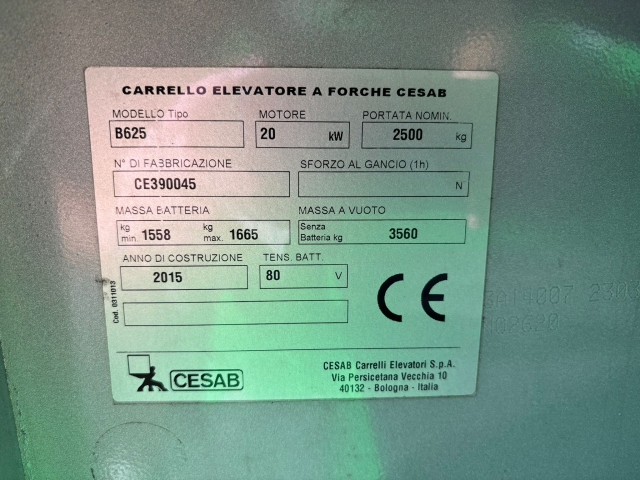 CARRELLO ELEVATORE A FORCHE CESAB
MODELLO Tipo MOTORE PORTATA NOMIN.
B625 20 kW 2500 kg
N° DI FABBRICAZIONE SFORZO AL GANCIO (1h)
CE390045 N
MASSA BATTERIA MASSA A VUOTO
kg min. 1558 kg max. 1665 Senza Batteria kg 3560
ANNO DI COSTRUZIONE TENS. BATT.
2015 80 V
CE
Cod. 0311013
CESAB
CESAB Carrelli Elevatori S.p.A.
Via Persicetana Vecchia 10
40132 - Bologna - Italia